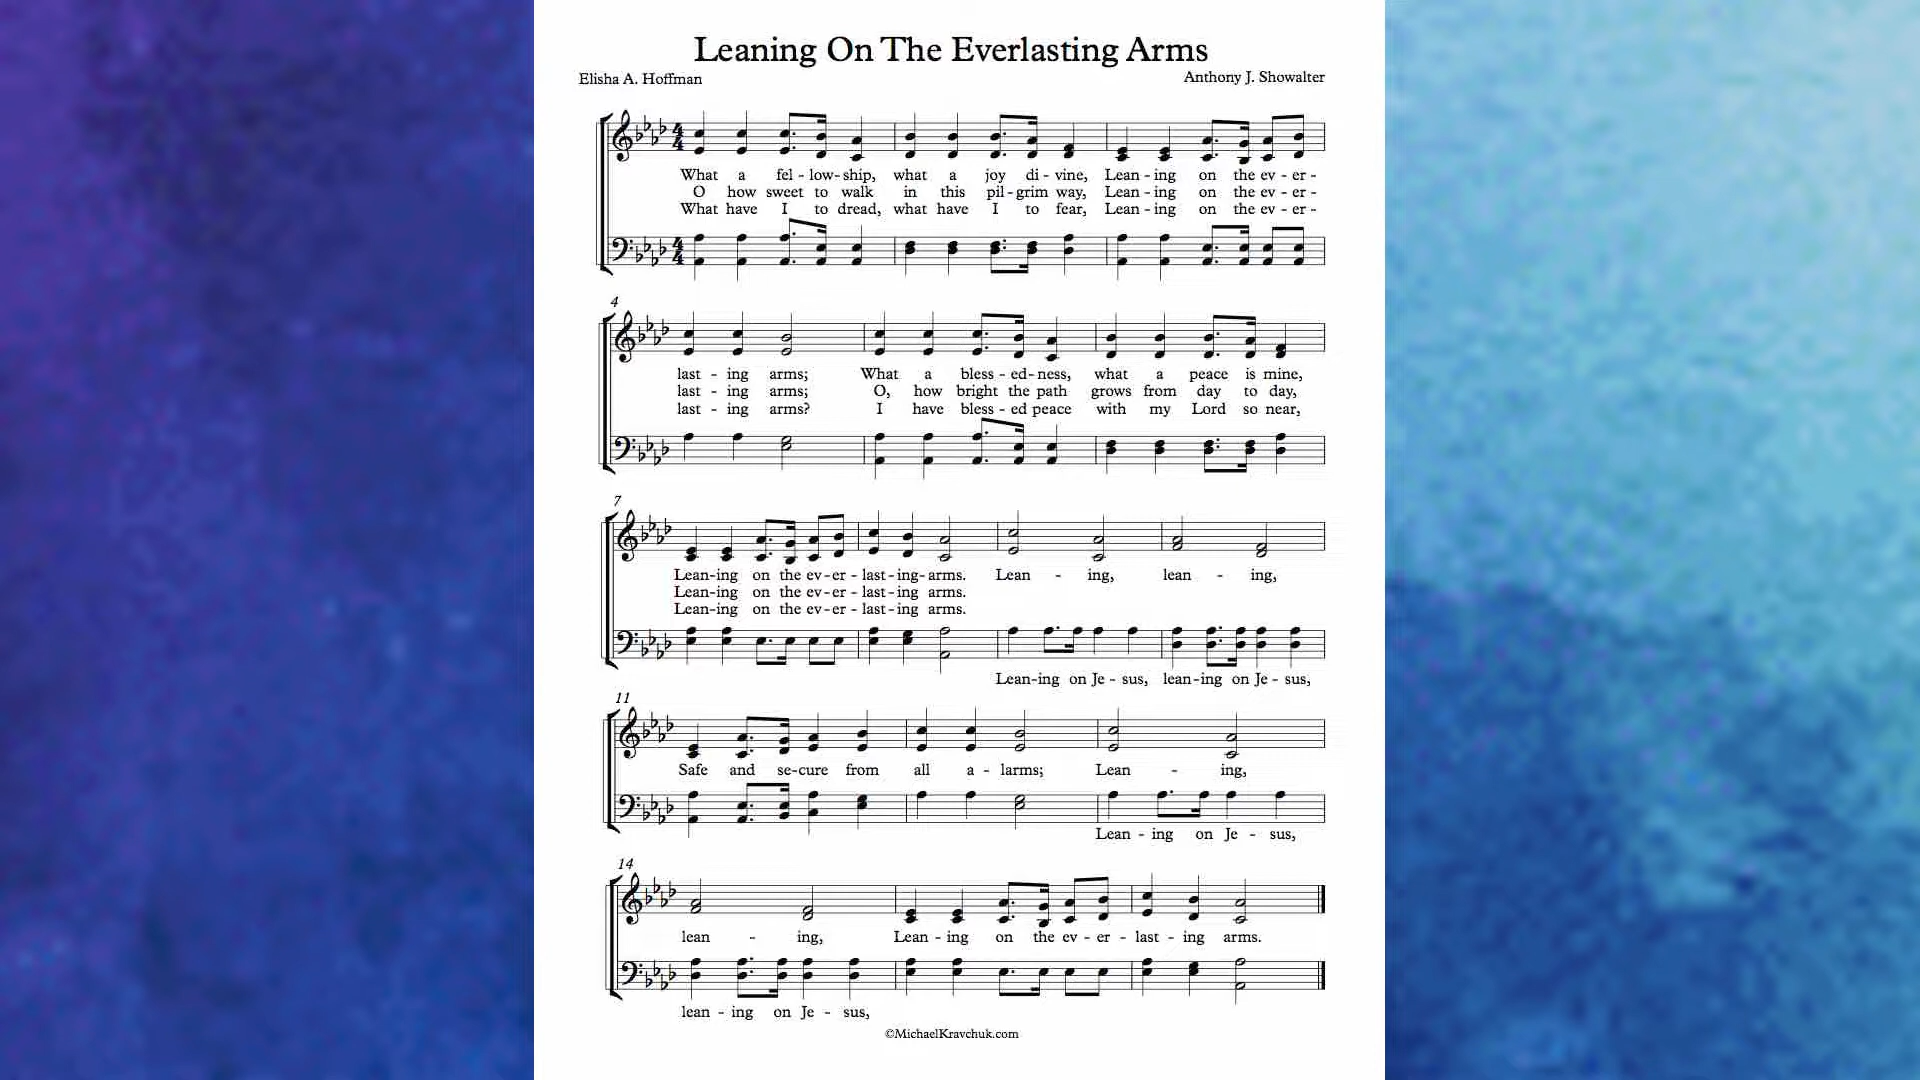 Leaning On The Everlasting Arms
Elisha A. Hoffman
Anthony J. Showalter
What a fel - low - ship, what a joy di - vine, Lean - ing on the ev - er -
O how sweet to walk in this pil - grim way, Lean - ing on the ev - er -
What have I to dread, what have I to fear, Lean - ing on the ev - er -
4
last - ing arms; What a bless - ed - ness, what a peace is mine,
last - ing arms; O, how bright the path grows from day to day,
last - ing arms? I have bless - ed peace with my Lord so near,
7
Lean-ing on the ev - er - last - ing- arms. Lean - ing, lean - ing,
Lean-ing on the ev - er - last - ing arms.
Lean-ing on the ev - er - last - ing arms.
Lean-ing on Je - sus, lean-ing on Je - sus,
11
Safe and se-cure from all a - larms; Lean - ing,
Lean - ing on Je - sus,
14
lean - ing, Lean - ing on the ev - er - last - ing arms.
lean - ing on Je - sus,
©MichaelKravchuk.com